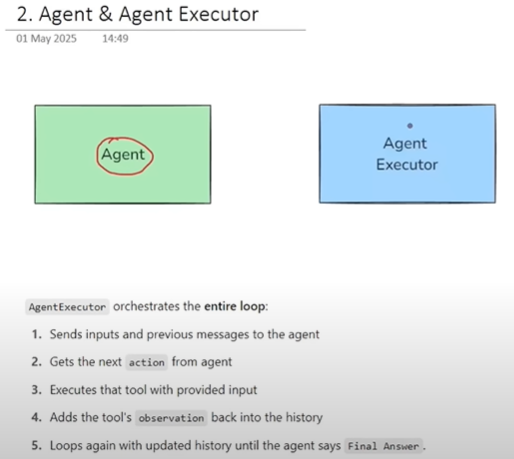 2. Agent & Agent Executor
01 May 2025 14:49
Agent
Agent
Executor
AgentExecutor orchestrates the entire loop:
1. Sends inputs and previous messages to the agent
2. Gets the next action from agent
3. Executes that tool with provided input
4. Adds the tool's observation back into the history
5. Loops again with updated history until the agent says Final Answer.